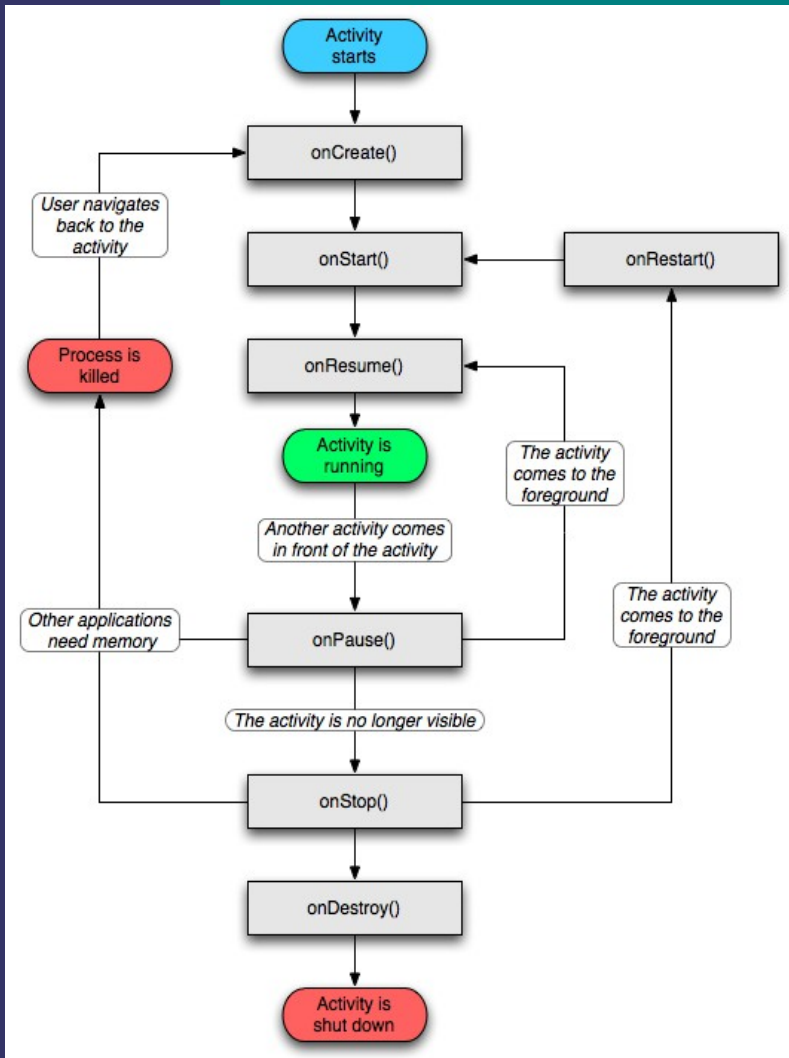 Activity
starts
onCreate()
User navigates
back to the
activity
onStart()
onRestart()
Process is
killed
onResume()
Activity is
running
The activity
comes to the
foreground
Another activity comes
in front of the activity
Other applications
need memory
onPause()
The activity
comes to the
foreground
The activity is no longer visible
onStop()
onDestroy()
Activity is
shut down